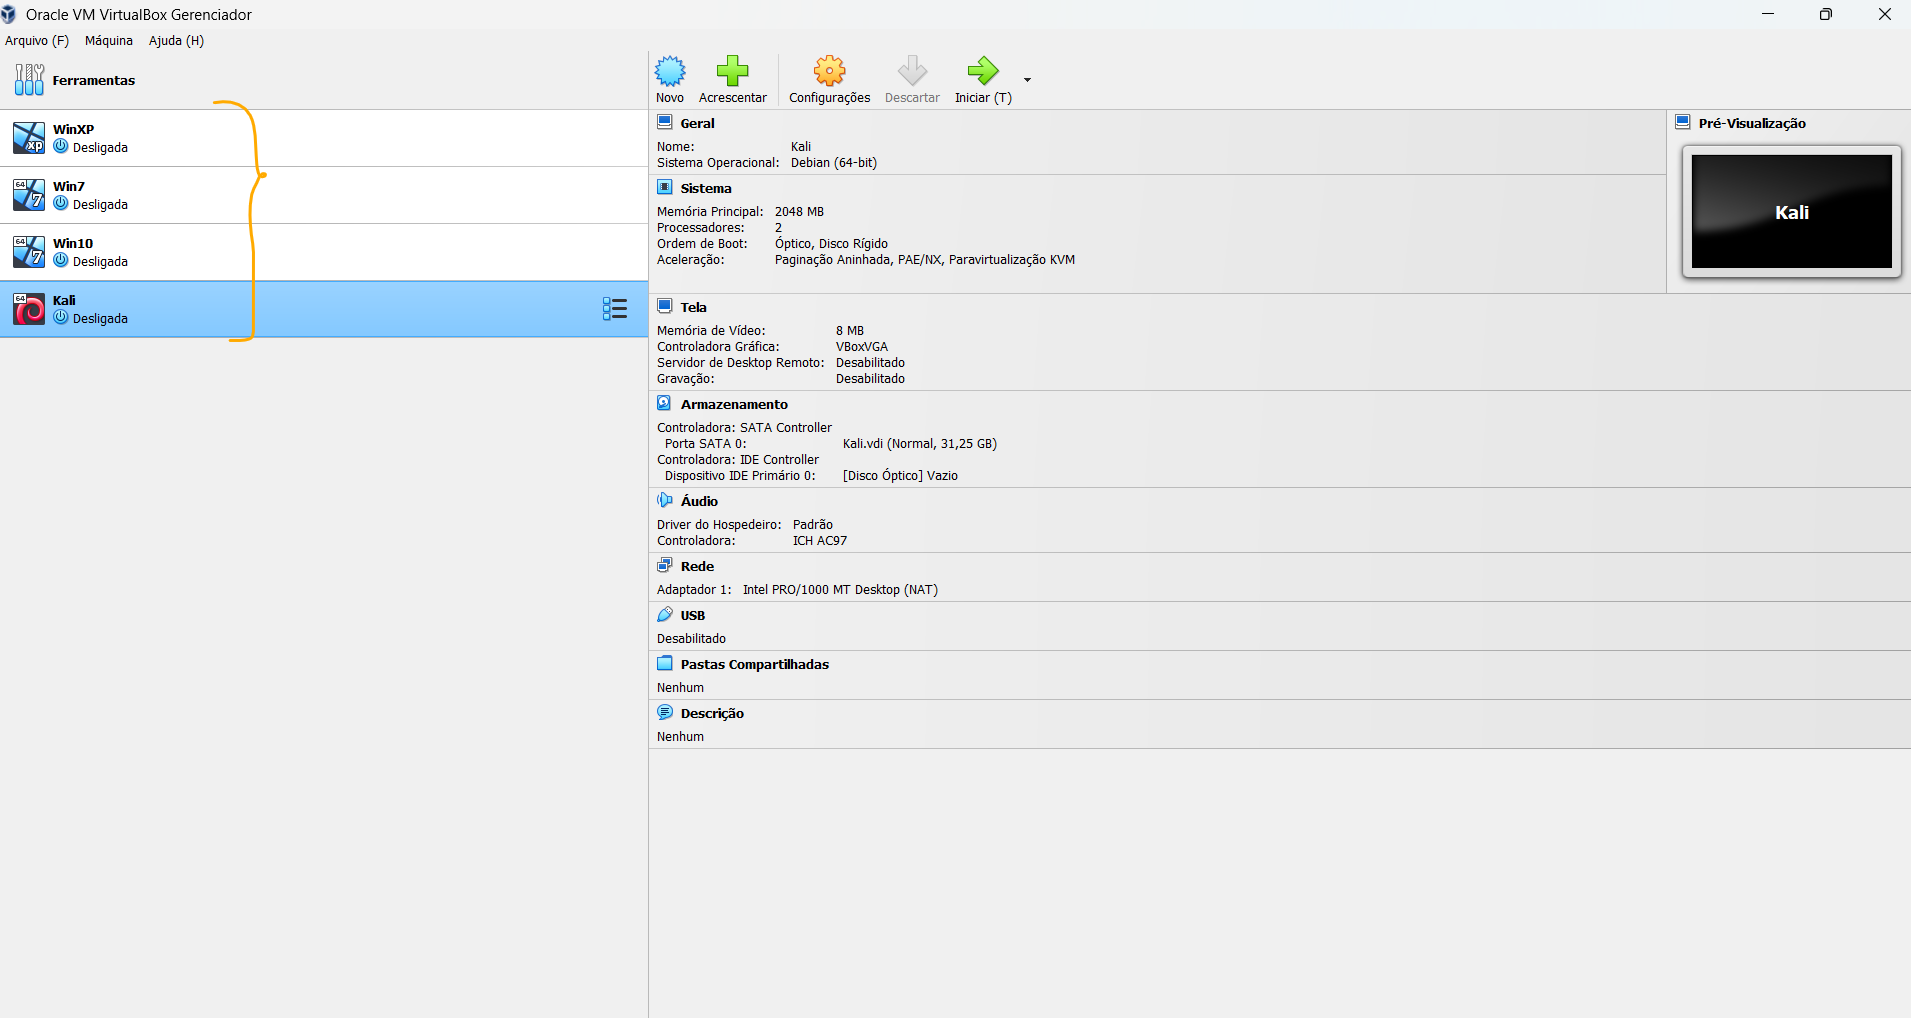 Oracle VM VirtualBox Gerenciador
Arquivo (F) Máquina Ajuda (H)
Ferramentas
Novo Acrescentar Configurações Descartar Iniciar (T)
WinXP
xp
Desligada
64
7
Win7
Desligada
64
7
Win10
Desligada
64
Kali
Desligada
Geral
Nome: Kali
Sistema Operacional: Debian (64-bit)
Pré-Visualização
Kali
Sistema
Memória Principal: 2048 MB
Processadores: 2
Ordem de Boot: Óptico, Disco Rígido
Aceleração: Paginação Aninhada, PAE/NX, Paravirtualização KVM
Tela
Memória de Vídeo: 8 MB
Controladora Gráfica: VBoxVGA
Servidor de Desktop Remoto: Desabilitado
Gravação: Desabilitado
Armazenamento
Controladora: SATA Controller
Porta SATA 0: Kali.vdi (Normal, 31,25 GB)
Controladora: IDE Controller
Dispositivo IDE Primário 0: [Disco Óptico] Vazio
Áudio
Driver do Hospedeiro: Padrão
Controladora: ICH AC97
Rede
Adaptador 1: Intel PRO/1000 MT Desktop (NAT)
USB
Desabilitado
Pastas Compartilhadas
Nenhum
Descrição
Nenhum